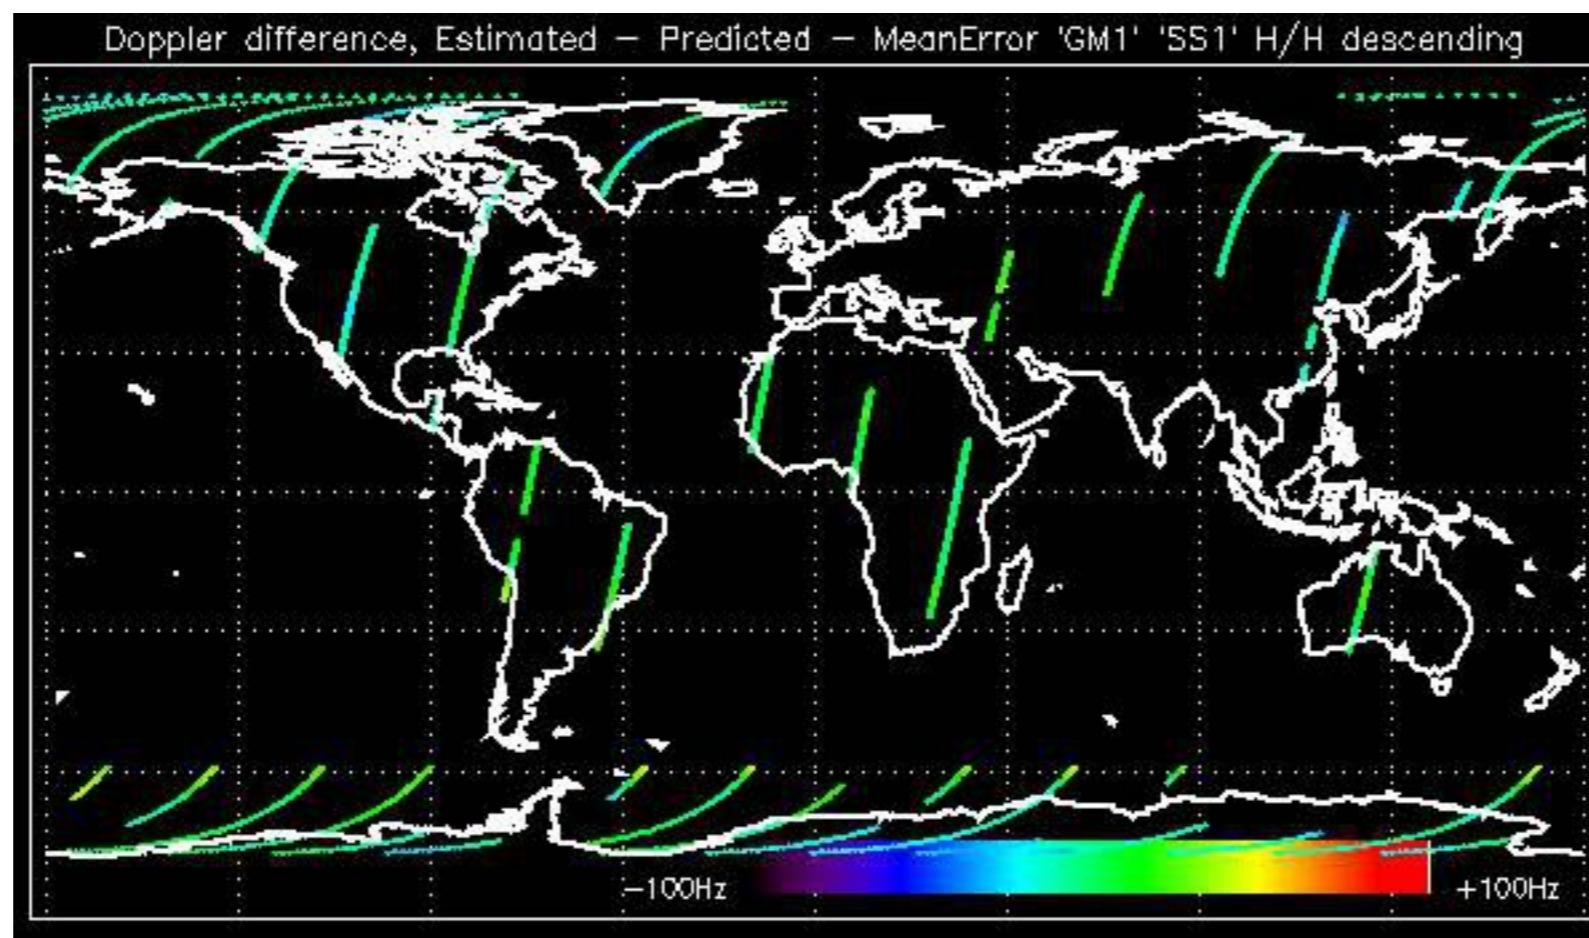 Doppler difference, Estimated – Predicted – MeanError 'GM1' 'SS1' H/H descending
–100Hz +100Hz